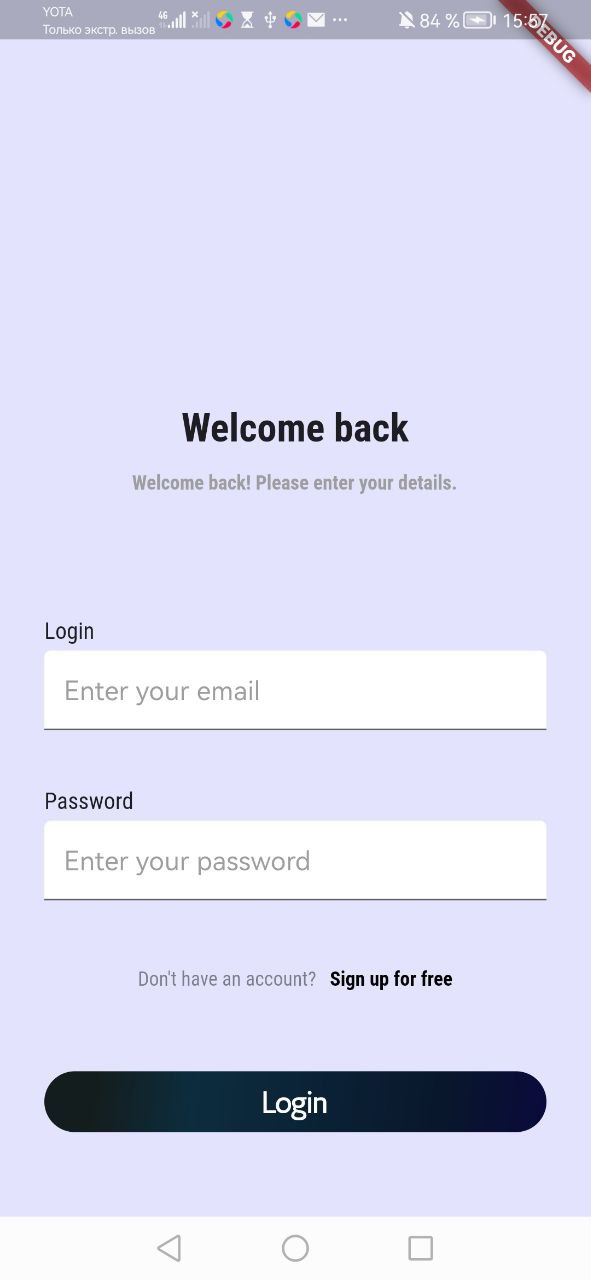 YOTA
Только экстр. вызов
4G
84 %
15:57
DEBUG
Welcome back
Welcome back! Please enter your details.
Login
Enter your email
Password
Enter your password
Don't have an account? Sign up for free
Login